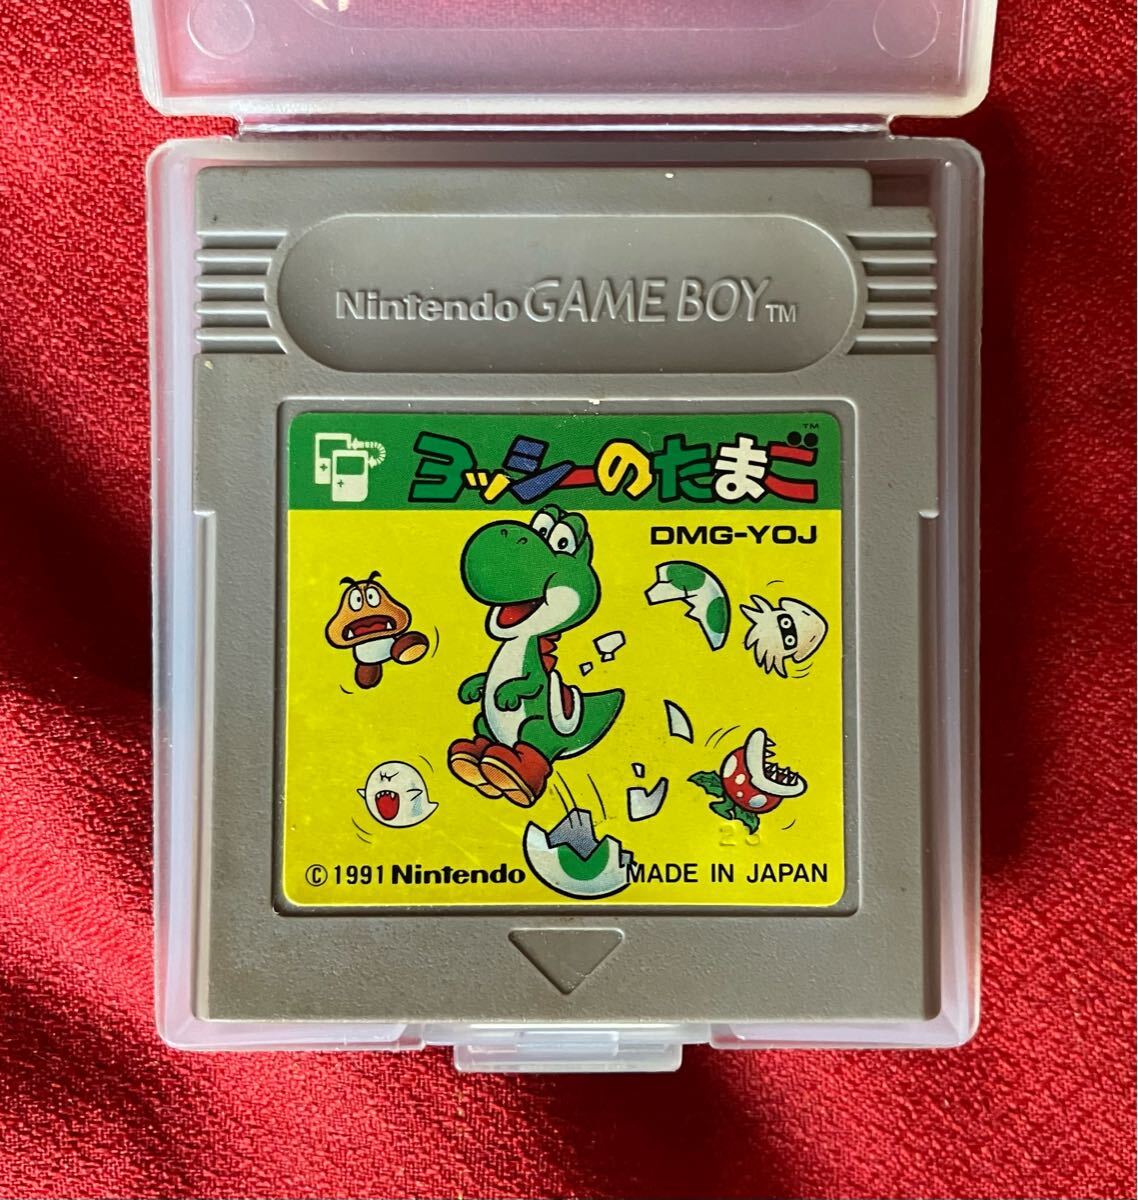 Nintendo GAME BOY TM
ヨッシーのたまご TM
DMG-YOJ
© 1991 Nintendo
MADE IN JAPAN